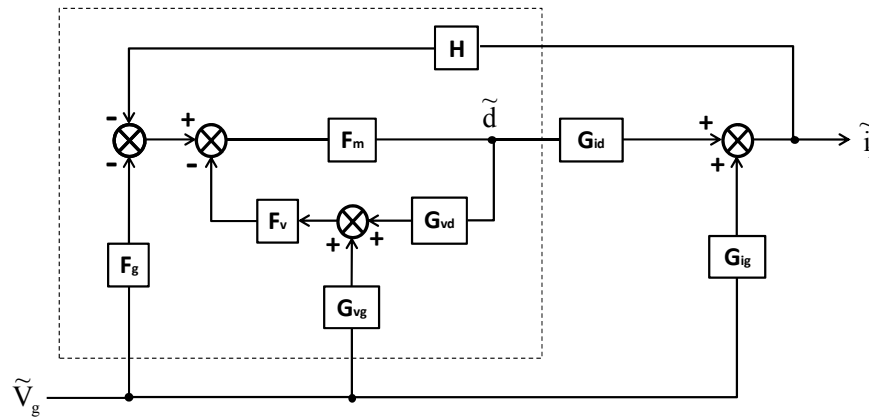 H
- +
d̃
+
- F_m G_id ĩ
- +
F_v G_vd
+ +
F_g G_ig
G_vg
Ṽ_g